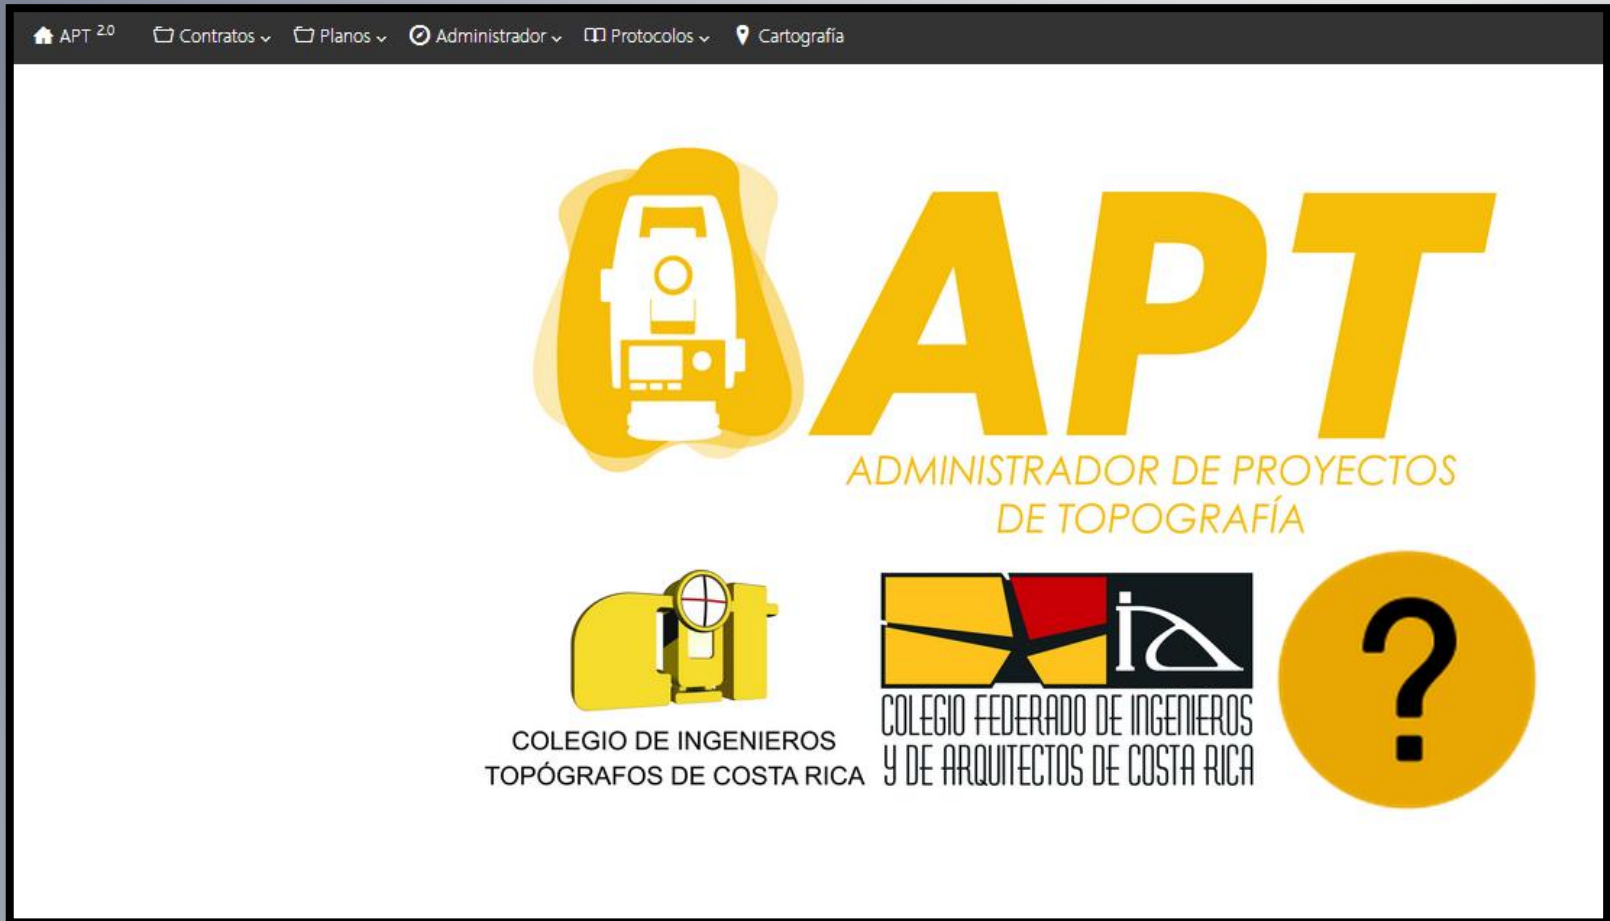 APT 2.0 Contratos Planos Administrador Protocolos Cartografía
APT
ADMINISTRADOR DE PROYECTOS
DE TOPOGRAFÍA
cit
COLEGIO DE INGENIEROS
TOPÓGRAFOS DE COSTA RICA
ia
COLEGIO FEDERADO DE INGENIEROS
Y DE ARQUITECTOS DE COSTA RICA
?